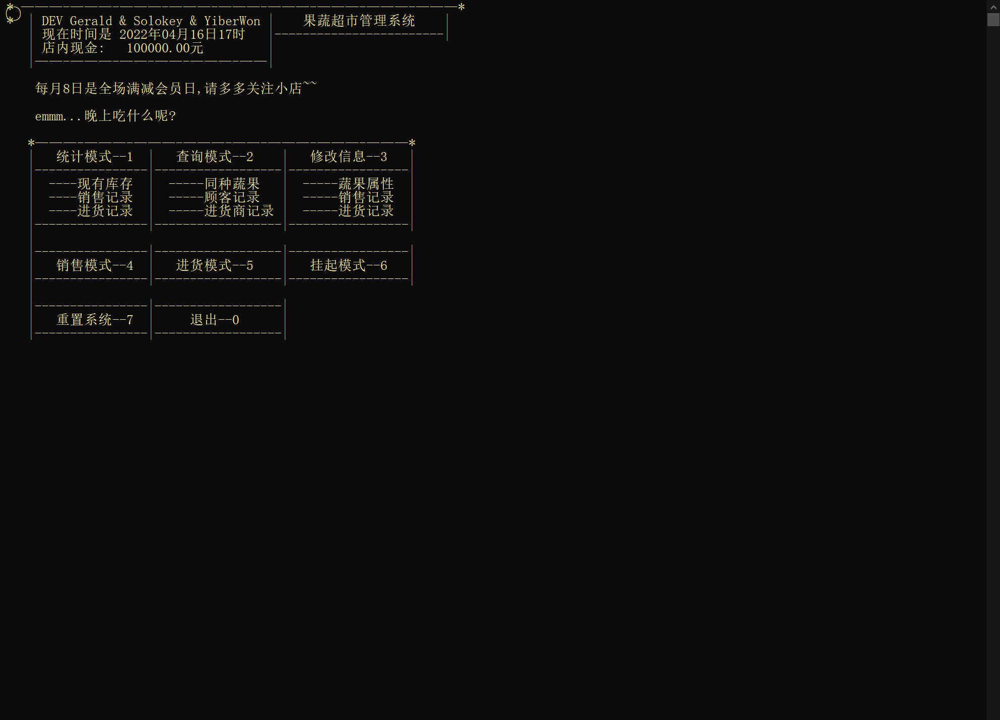 DEV Gerald & Solokey & YiberWon 果蔬超市管理系统
现在时间是 2022年04月16日17时
店内现金: 100000.00元
每月8日是全场满减会员日,请多多关注小店~~
emmm...晚上吃什么呢?
统计模式--1 查询模式--2 修改信息--3
----现有库存 -----同种蔬果 -----蔬果属性
----销售记录 -----顾客记录 -----销售记录
----进货记录 -----进货商记录 -----进货记录
销售模式--4 进货模式--5 挂起模式--6
重置系统--7 退出--0